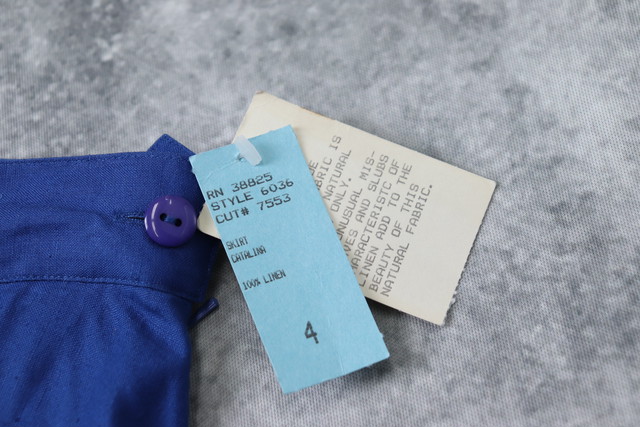 RN 38825
STYLE 6036
CUT# 7553
SKIRT
CATALINA
100% LINEN
4
IS
NATURAL
ONLY.
UNUSUAL MIS-
AND SLUBS
CHARACTERISTC OF
LINEN ADD TO THE
BEAUTY OF THIS
NATURAL FABRIC.